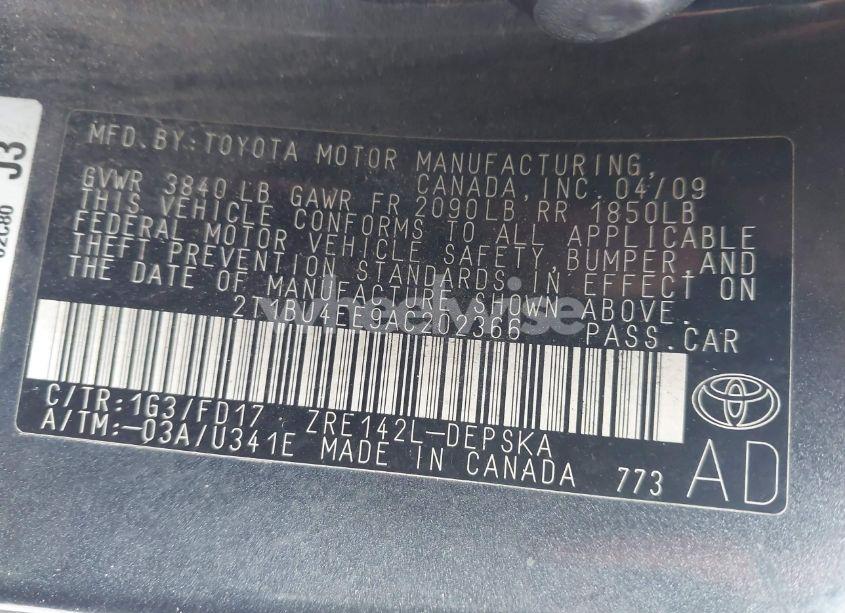 J3
02C80
MFD.BY:TOYOTA MOTOR MANUFACTURING,
CANADA,INC. 04/09
GVWR 3840 LB GAWR FR 2090LB RR 1850LB
THIS VEHICLE CONFORMS TO ALL APPLICABLE
FEDERAL MOTOR VEHICLE SAFETY, BUMPER,AND
THEFT PREVENTION STANDARDS IN EFFECT ON
THE DATE OF MANUFACTURE SHOWN ABOVE.
PASS.CAR
C/TR:1G3/FD17 ZRE142L-DEPSKA
A/TM:-03A/U341E MADE IN CANADA 773
AD